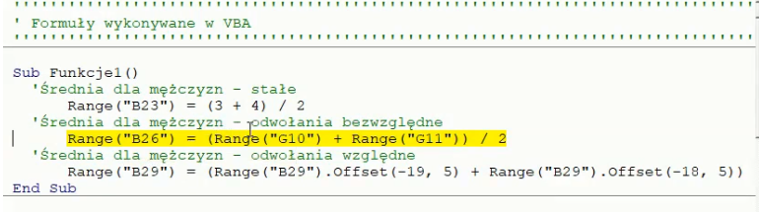 ' Formuły wykonywane w VBA
Sub Funkcje1()
'Średnia dla mężczyzn - stałe
Range("B23") = (3 + 4) / 2
'Średnia dla mężczyzn - odwołania bezwzględne
Range("B26") = (Range("G10") + Range("G11")) / 2
'Średnia dla mężczyzn - odwołania względne
Range("B29") = (Range("B29").Offset(-19, 5) + Range("B29").Offset(-18, 5))
End Sub